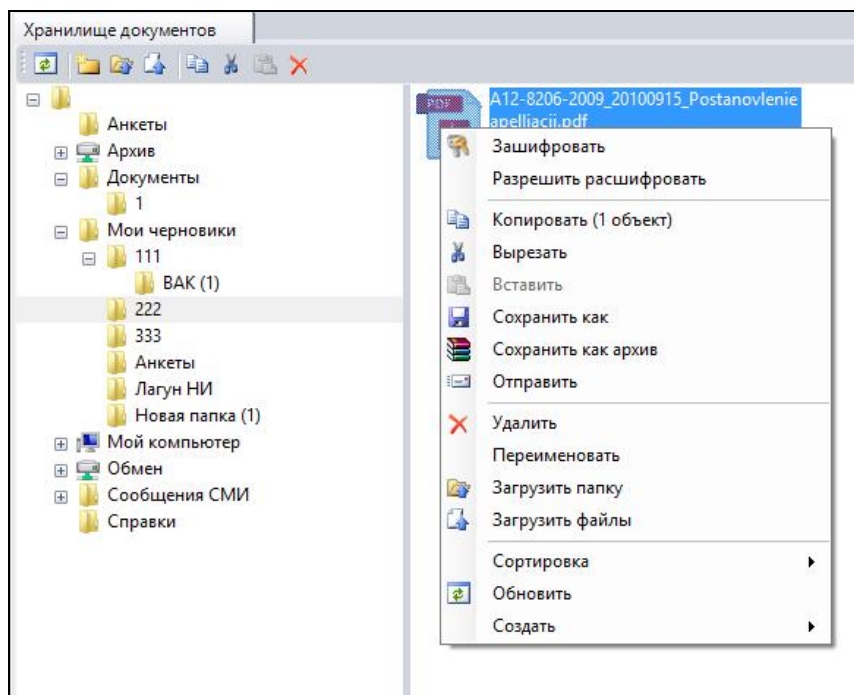 Хранилище документов
Анкеты
Архив
Документы
1
Мои черновики
111
ВАК (1)
222
333
Анкеты
Лагун НИ
Новая папка (1)
Мой компьютер
Обмен
Сообщения СМИ
Справки
PDF
A12-8206-2009_20100915_Postanovlenie
apelljacii.pdf
Зашифровать
Разрешить расшифровать
Копировать (1 объект)
Вырезать
Вставить
Сохранить как
Сохранить как архив
Отправить
Удалить
Переименовать
Загрузить папку
Загрузить файлы
Сортировка
Обновить
Создать